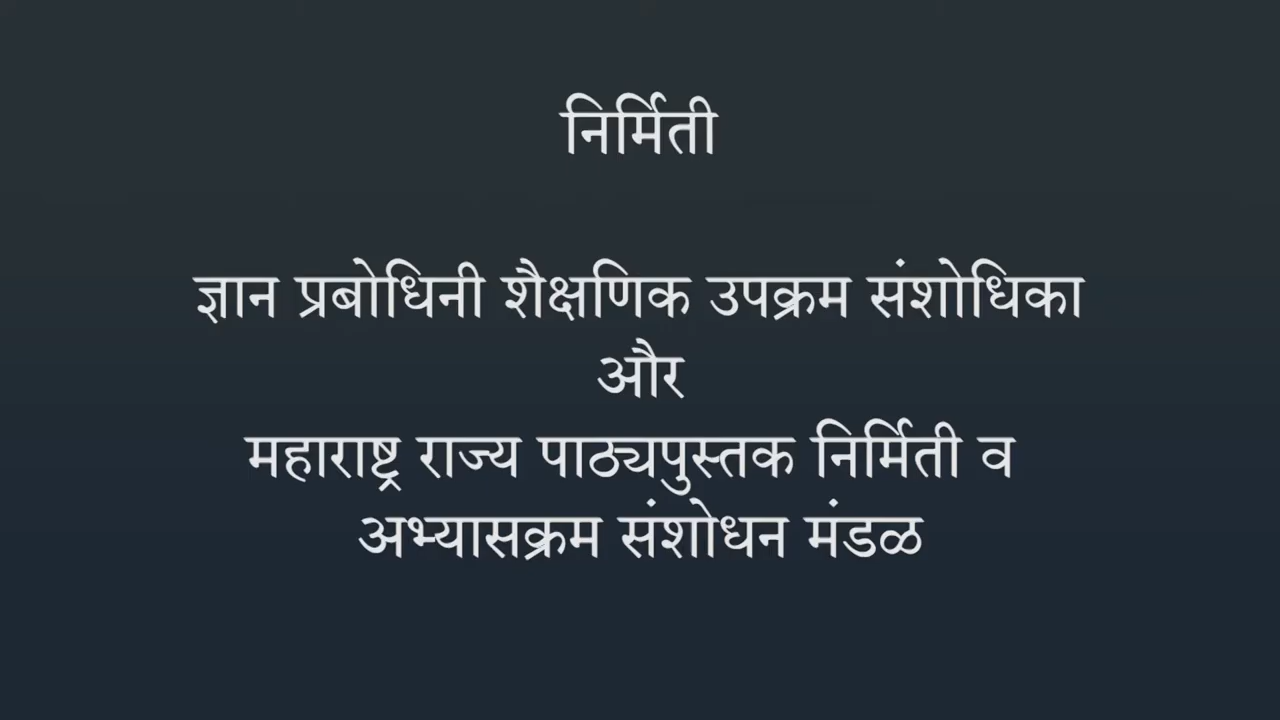 निर्मिती
ज्ञान प्रबोधिनी शैक्षणिक उपक्रम संशोधिका
और
महाराष्ट्र राज्य पाठ्यपुस्तक निर्मिती व
अभ्यासक्रम संशोधन मंडळ